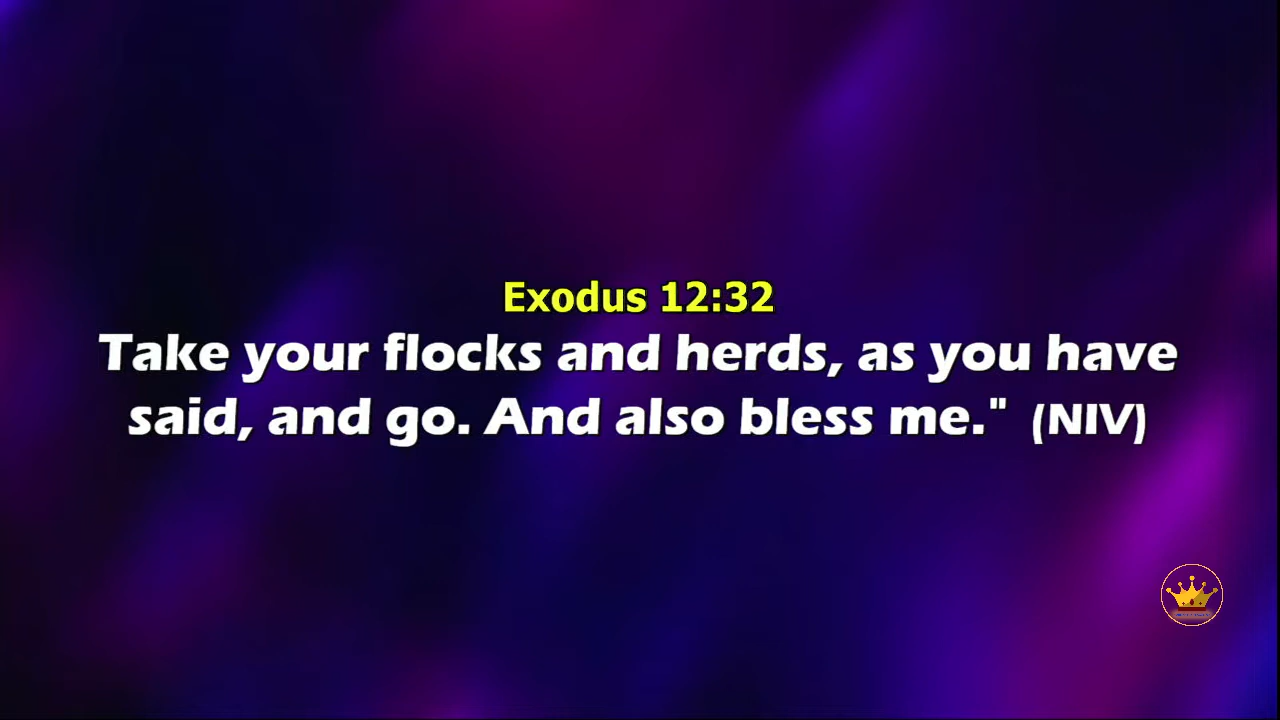 Exodus 12:32
Take your flocks and herds, as you have
said, and go. And also bless me." (NIV)